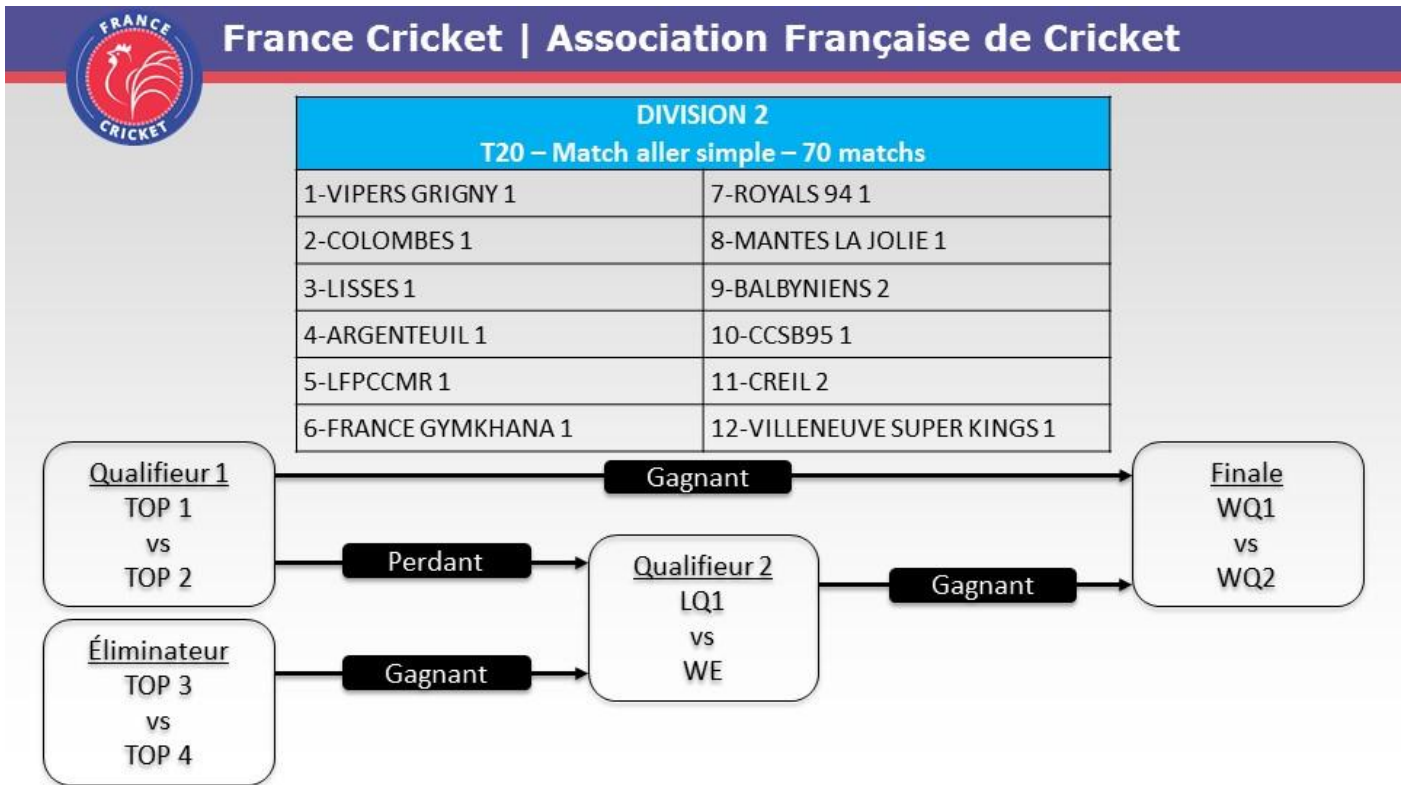 FRANCE
CRICKET
France Cricket | Association Française de Cricket
DIVISION 2
T20 – Match aller simple – 70 matchs
1-VIPERS GRIGNY 1
7-ROYALS 94 1
2-COLOMBES 1
8-MANTES LA JOLIE 1
3-LISSES 1
9-BALBYNIENS 2
4-ARGENTEUIL 1
10-CCSB95 1
5-LFPCCMR 1
11-CREIL 2
6-FRANCE GYMKHANA 1
12-VILLENEUVE SUPER KINGS 1
Qualifieur 1
TOP 1
vs
TOP 2
Gagnant
Perdant
Éliminateur
TOP 3
vs
TOP 4
Gagnant
Qualifieur 2
LQ1
vs
WE
Gagnant
Finale
WQ1
vs
WQ2